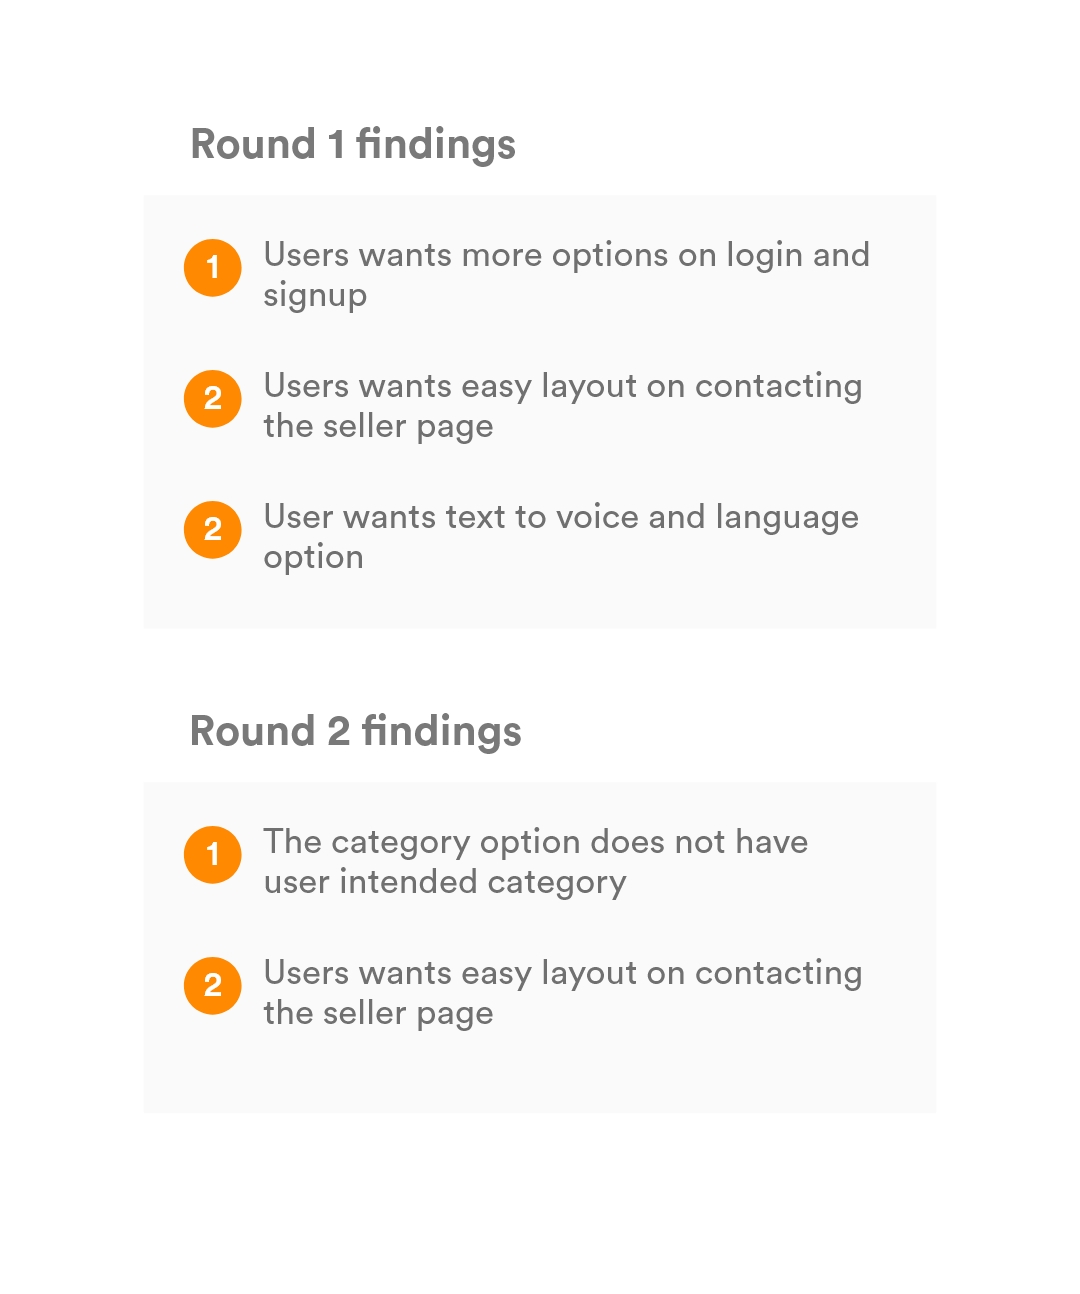 Round 1 findings
1 Users wants more options on login and
signup
2 Users wants easy layout on contacting
the seller page
2 User wants text to voice and language
option
Round 2 findings
1 The category option does not have
user intended category
2 Users wants easy layout on contacting
the seller page